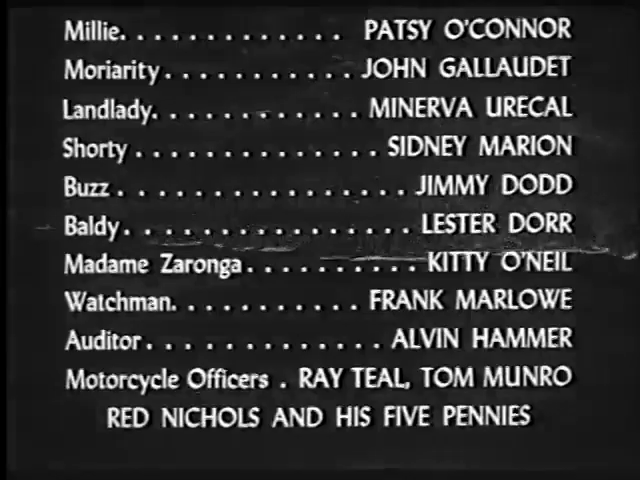 Millie. . . . . . . . . . . . . PATSY O'CONNOR
Moriarity . . . . . . . . . . . JOHN GALLAUDET
Landlady. . . . . . . . . . . . MINERVA URECAL
Shorty . . . . . . . . . . . . . . SIDNEY MARION
Buzz . . . . . . . . . . . . . . . . JIMMY DODD
Baldy . . . . . . . . . . . . . . . . LESTER DORR
Madame Zaronga . . . . . . . . . . KITTY O'NEIL
Watchman. . . . . . . . . . . . FRANK MARLOWE
Auditor . . . . . . . . . . . . . ALVIN HAMMER
Motorcycle Officers . RAY TEAL, TOM MUNRO
RED NICHOLS AND HIS FIVE PENNIES